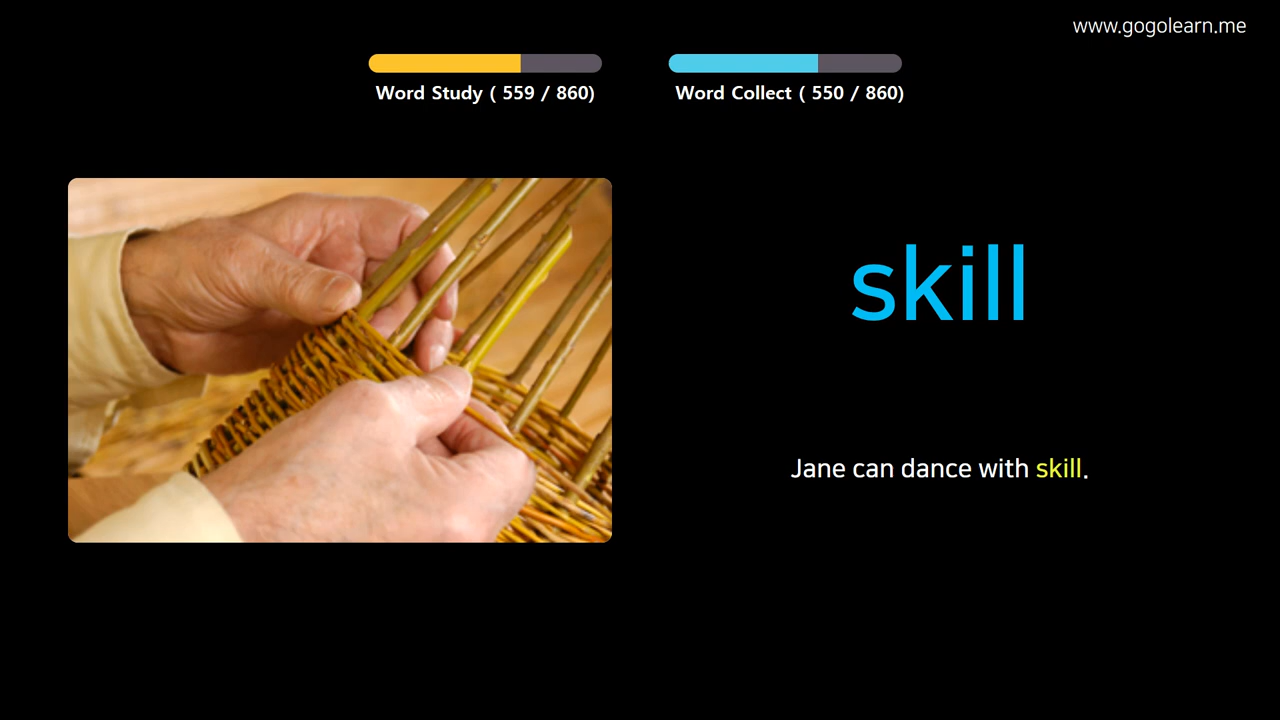 www.gogolearn.me
Word Study ( 559 / 860)
Word Collect ( 550 / 860)
skill
Jane can dance with skill.